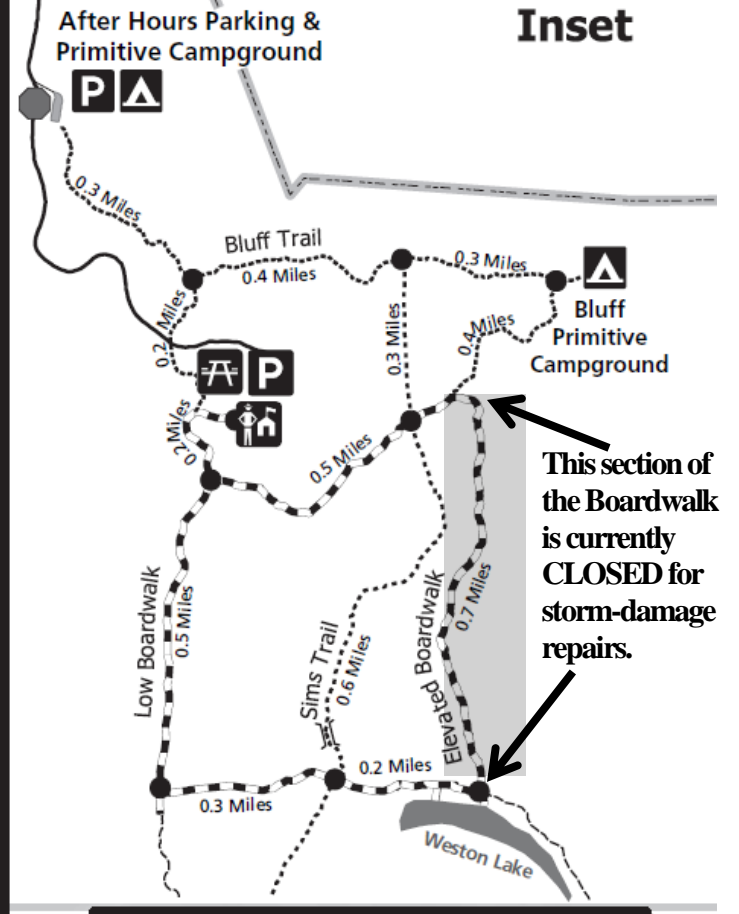 After Hours Parking &
Primitive Campground
Inset
P
0.3 Miles
Bluff Trail
0.4 Miles
0.3 Miles
Bluff
Primitive
Campground
0.2 Miles
0.3 Miles
0.4 Miles
P
0.2 Miles
0.5 Miles
This section of
the Boardwalk
is currently
CLOSED for
storm-damage
repairs.
Low Boardwalk
0.5 Miles
Sims Trail
0.6 Miles
Elevated Boardwalk
0.7 Miles
0.3 Miles
0.2 Miles
Weston Lake